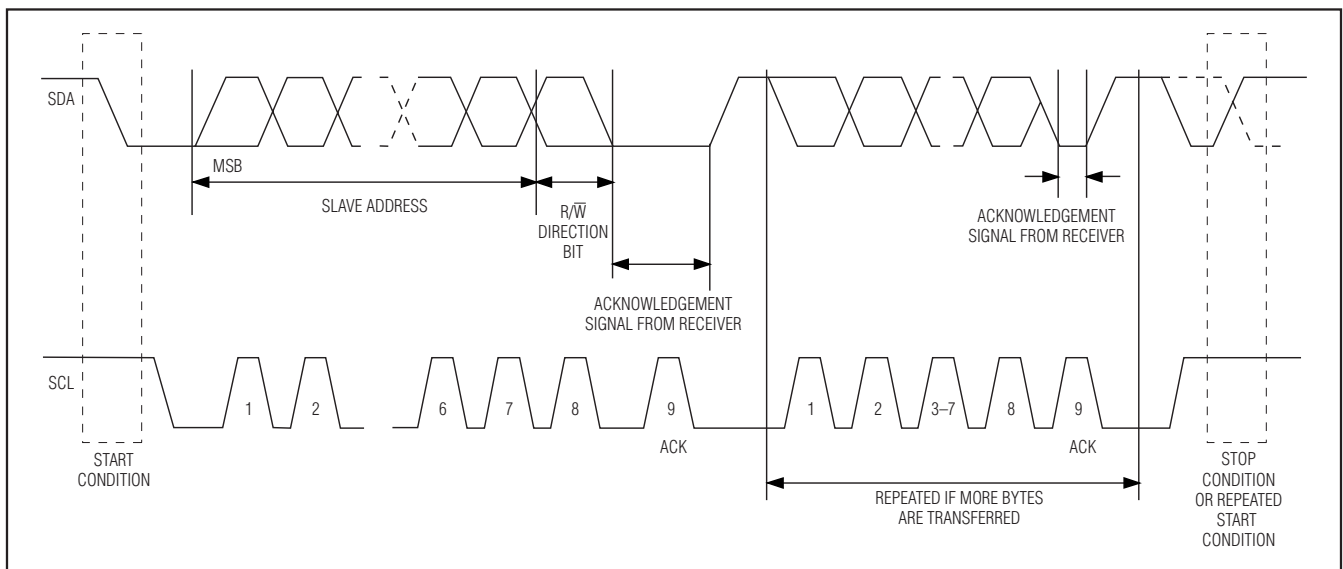 SDA
MSB
SLAVE ADDRESS
R/W̅
DIRECTION
BIT
ACKNOWLEDGEMENT
SIGNAL FROM RECEIVER
ACKNOWLEDGEMENT
SIGNAL FROM RECEIVER
SCL
1 2 6 7 8 9 1 2 3–7 8 9
ACK
ACK
START
CONDITION
REPEATED IF MORE BYTES
ARE TRANSFERRED
STOP
CONDITION
OR REPEATED
START
CONDITION